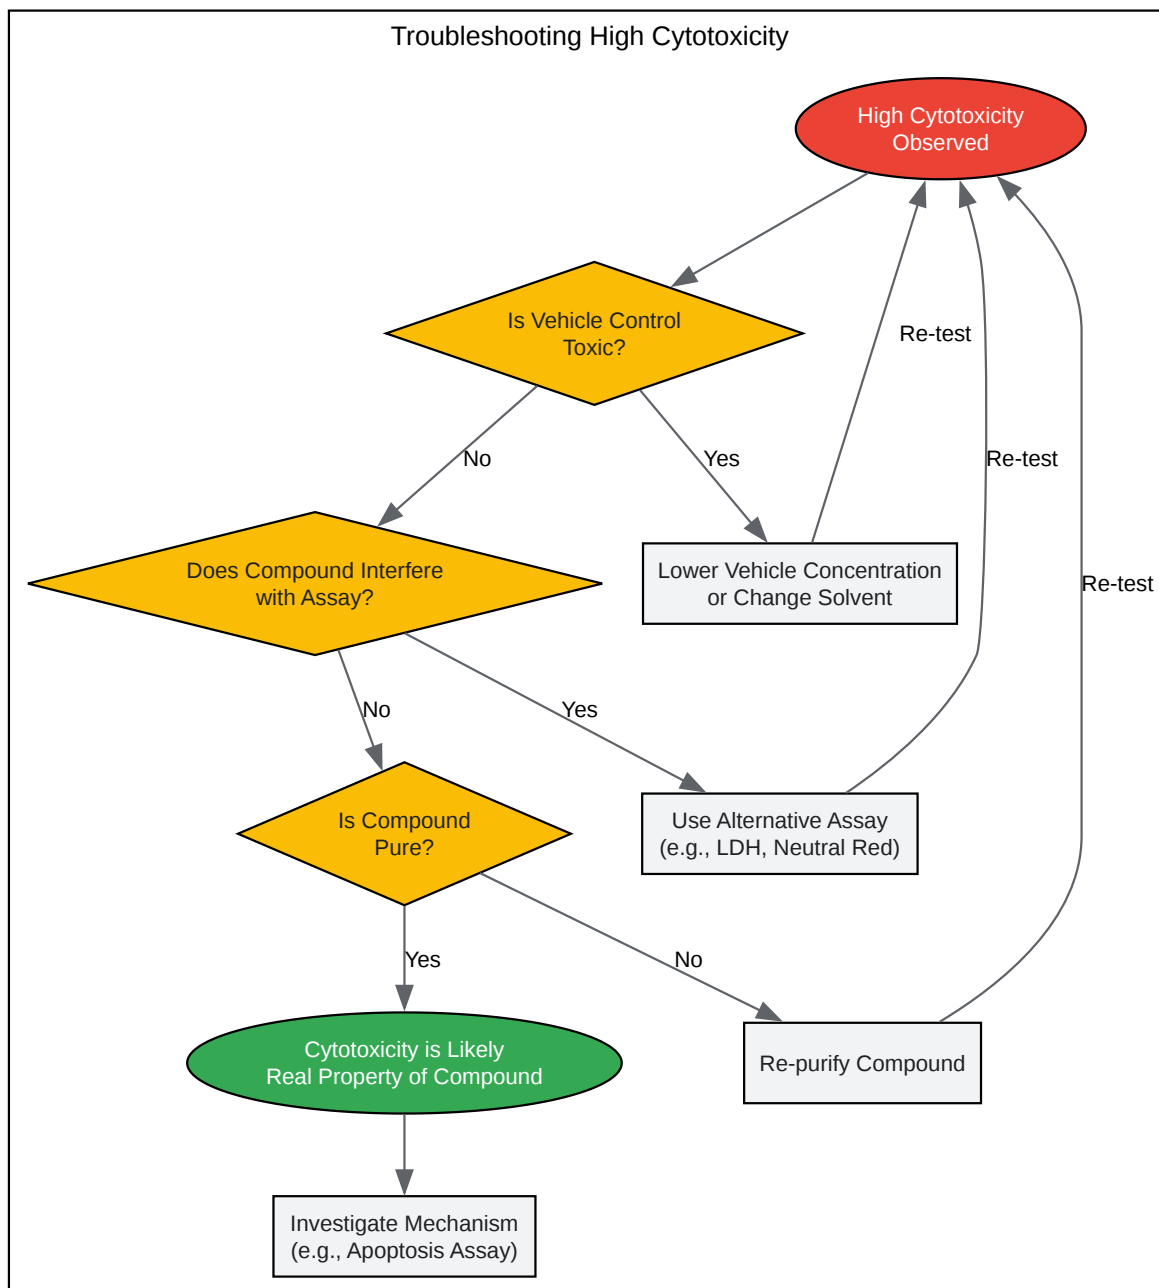 Troubleshooting High Cytotoxicity
High Cytotoxicity
Observed
Is Vehicle Control
Toxic?
Re-test
No
Yes
Re-test
Does Compound Interfere
with Assay?
Lower Vehicle Concentration
or Change Solvent
Re-test
No
Yes
Is Compound
Pure?
Use Alternative Assay
(e.g., LDH, Neutral Red)
Yes
No
Cytotoxicity is Likely
Real Property of Compound
Re-purify Compound
Investigate Mechanism
(e.g., Apoptosis Assay)